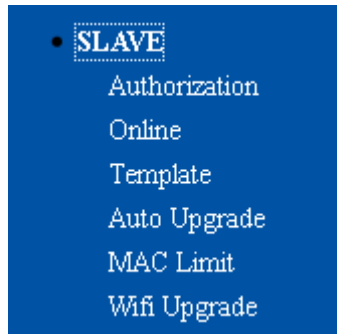 SLAVE
Authorization
Online
Template
Auto Upgrade
MAC Limit
Wifi Upgrade